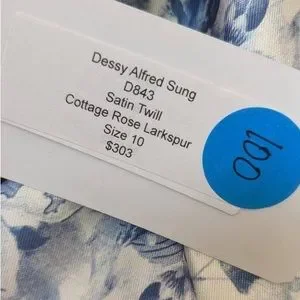 Dessy Alfred Sung
D843
Satin Twill
Cottage Rose Larkspur
Size 10
$303
001